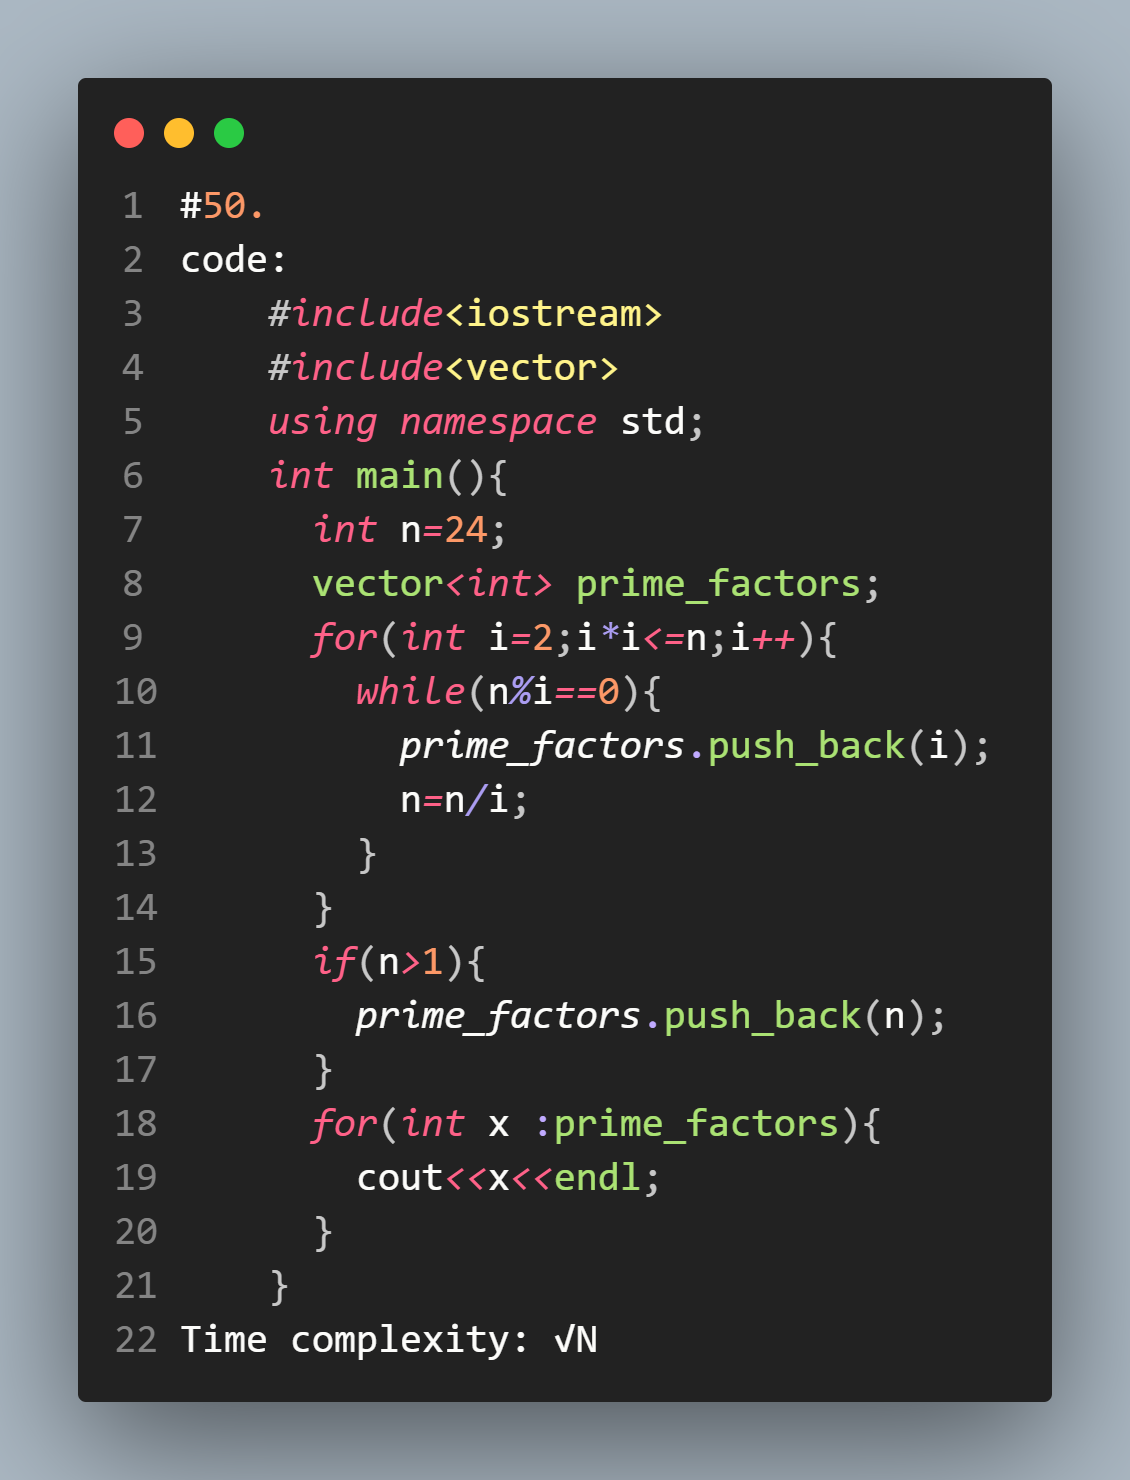 1 #50.
2 code:
3     #include<iostream>
4     #include<vector>
5     using namespace std;
6     int main(){
7       int n=24;
8       vector<int> prime_factors;
9       for(int i=2;i*i<=n;i++){
10         while(n%i==0){
11           prime_factors.push_back(i);
12           n=n/i;
13         }
14       }
15       if(n>1){
16         prime_factors.push_back(n);
17       }
18       for(int x :prime_factors){
19         cout<<x<<endl;
20       }
21     }
22 Time complexity: √N